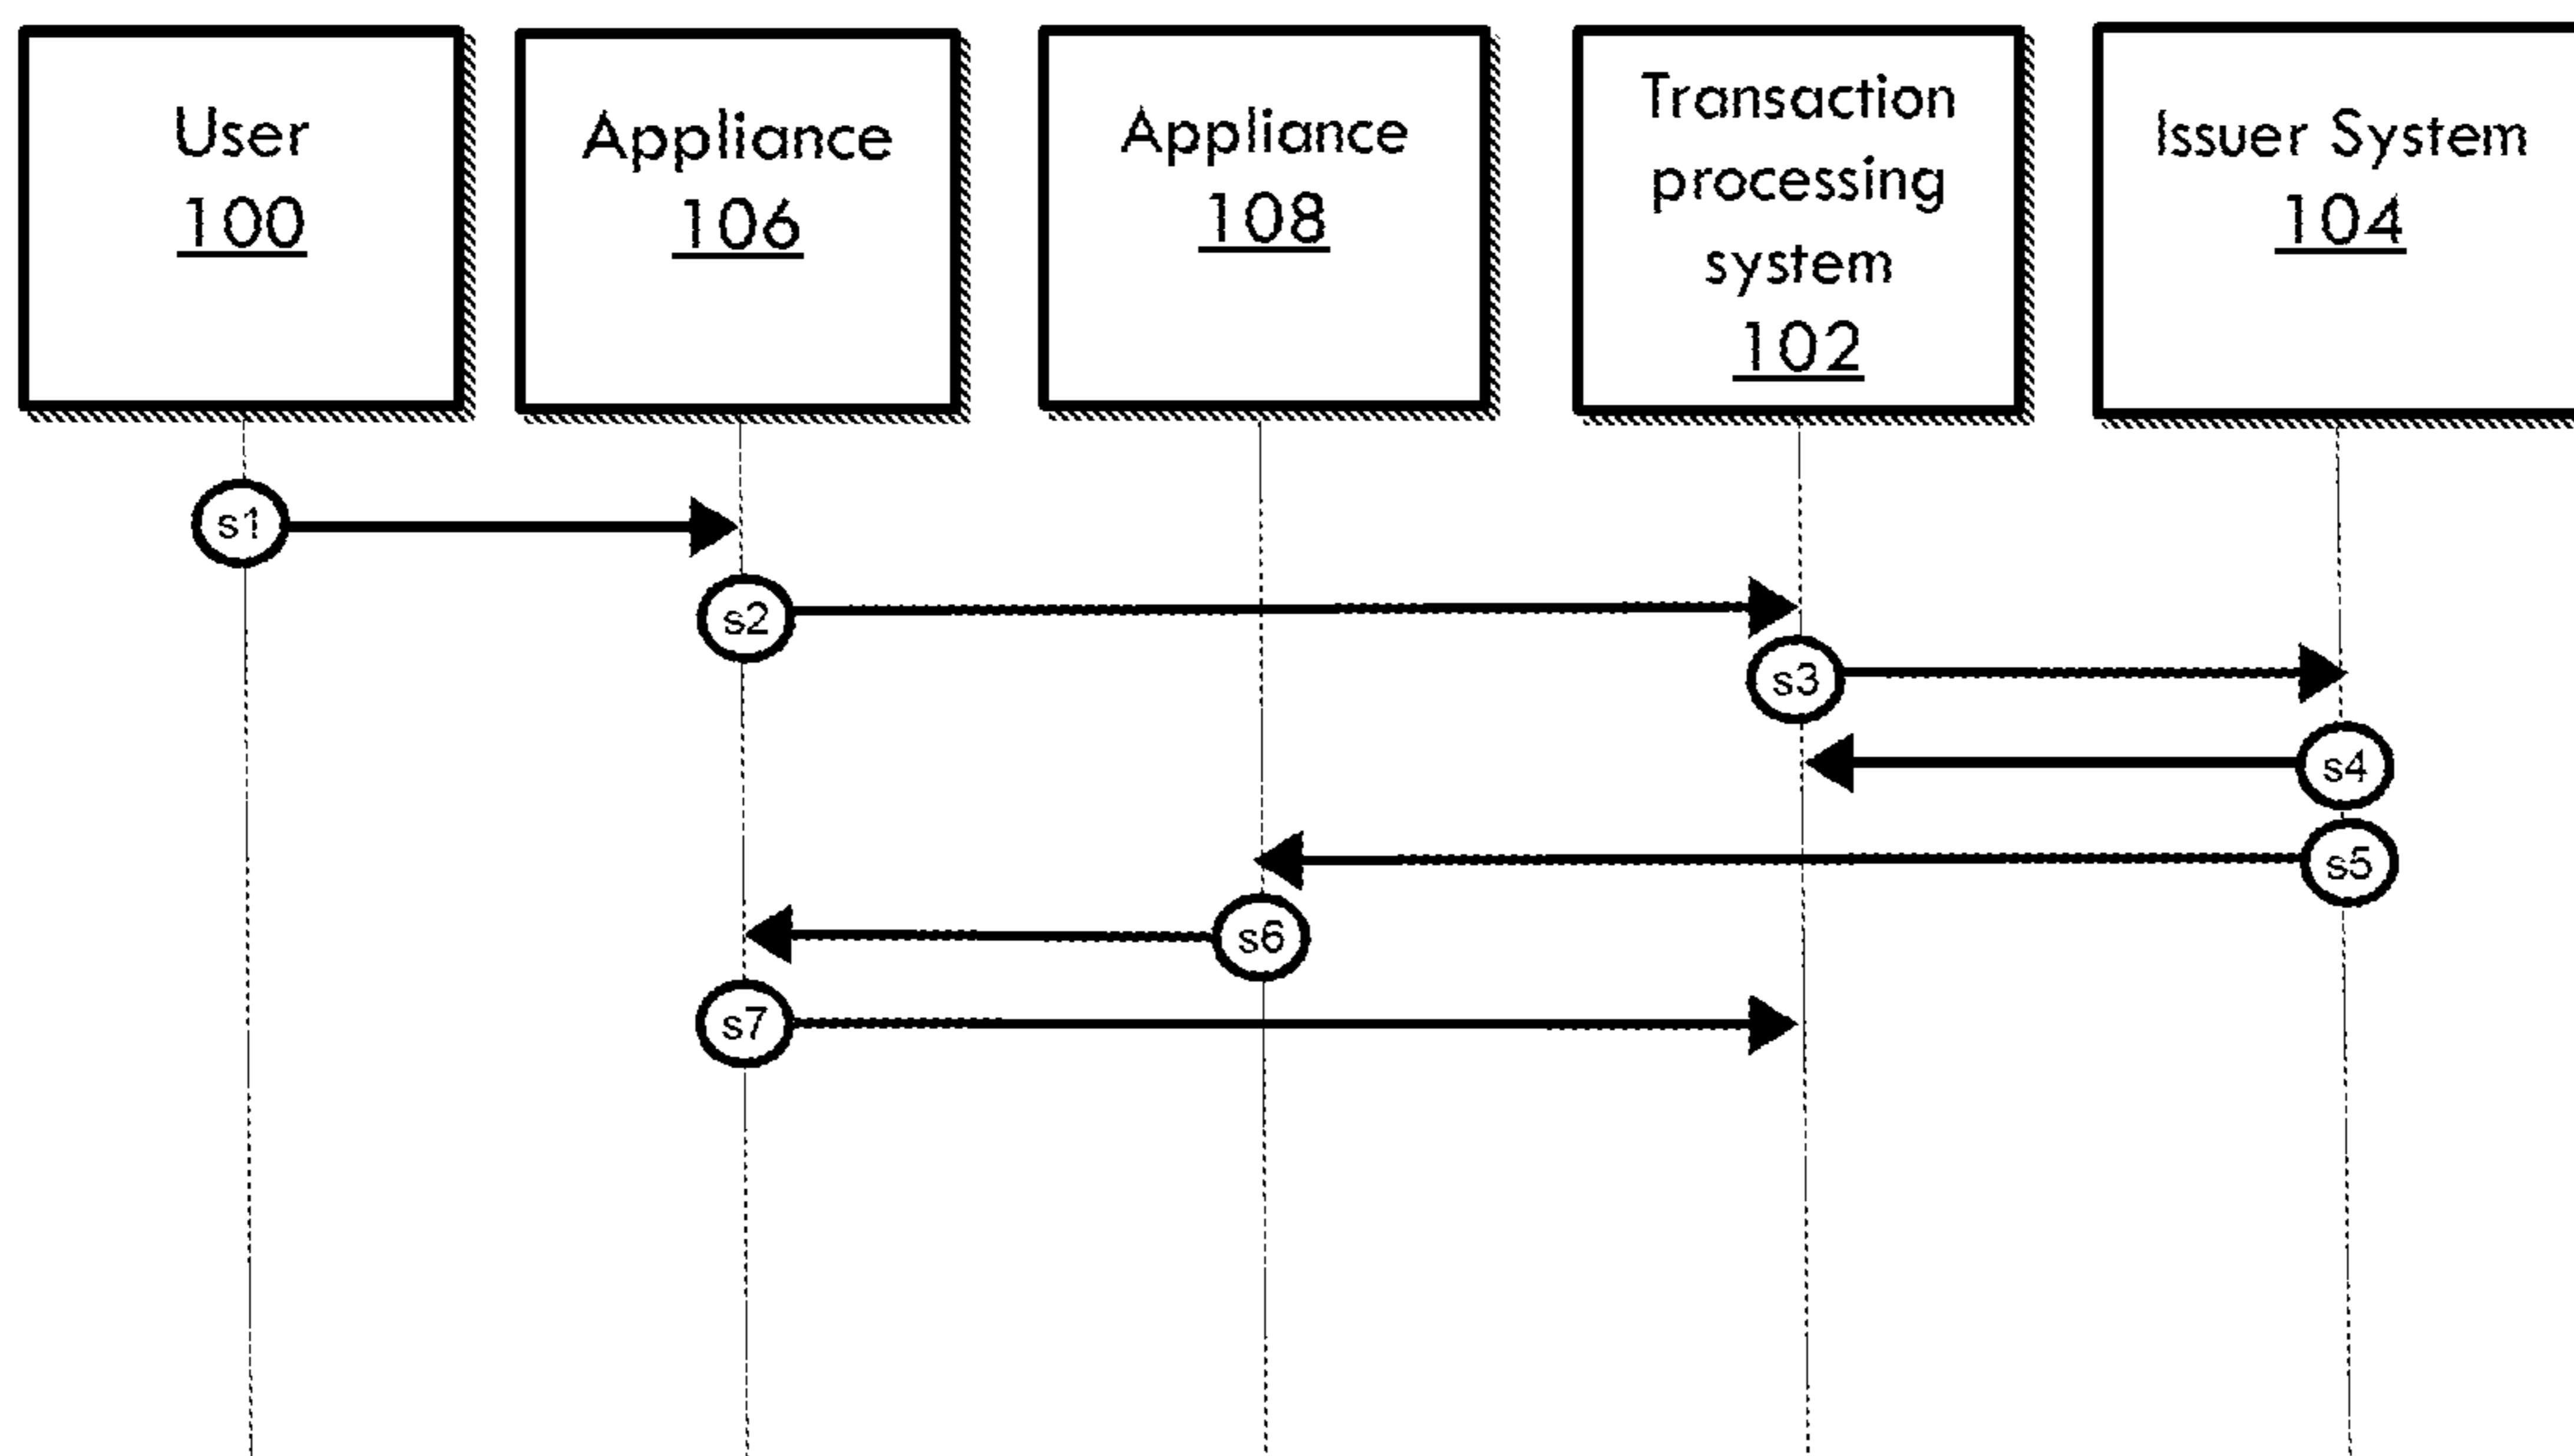 User
100
Appliance
106
Appliance
108
Transaction
processing
system
102
Issuer System
104
s1
s2
s3
s4
s5
s6
s7